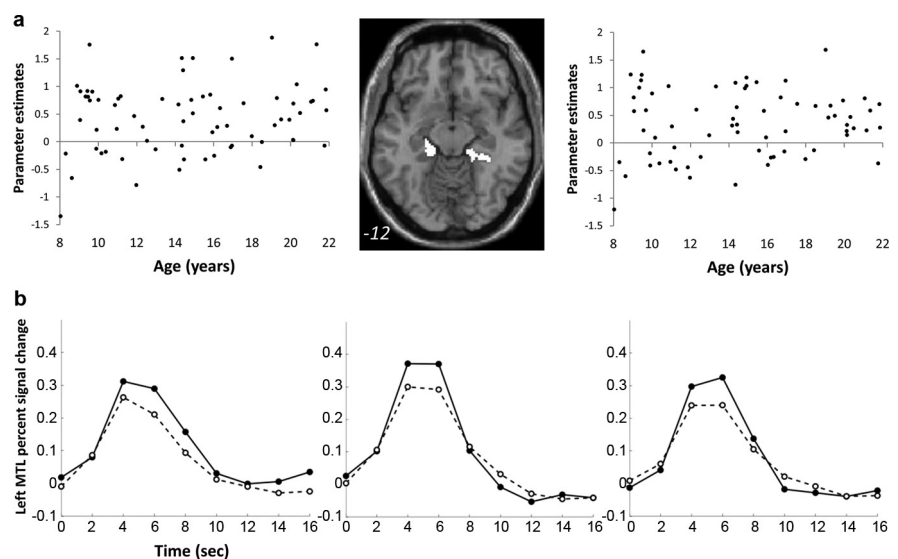 a
Parameter estimates
2
1.5
1
0.5
0
-0.5
-1
-1.5
8 10 12 14 16 18 20 22
Age (years)
-12
Parameter estimates
2
1.5
1
0.5
0
-0.5
-1
-1.5
8 10 12 14 16 18 20 22
Age (years)
b
Left MTL percent signal change
0.4
0.3
0.2
0.1
0
-0.1
0 2 4 6 8 10 12 14 16
Time (sec)
0.4
0.3
0.2
0.1
0
-0.1
0 2 4 6 8 10 12 14 16
0.4
0.3
0.2
0.1
0
-0.1
0 2 4 6 8 10 12 14 16